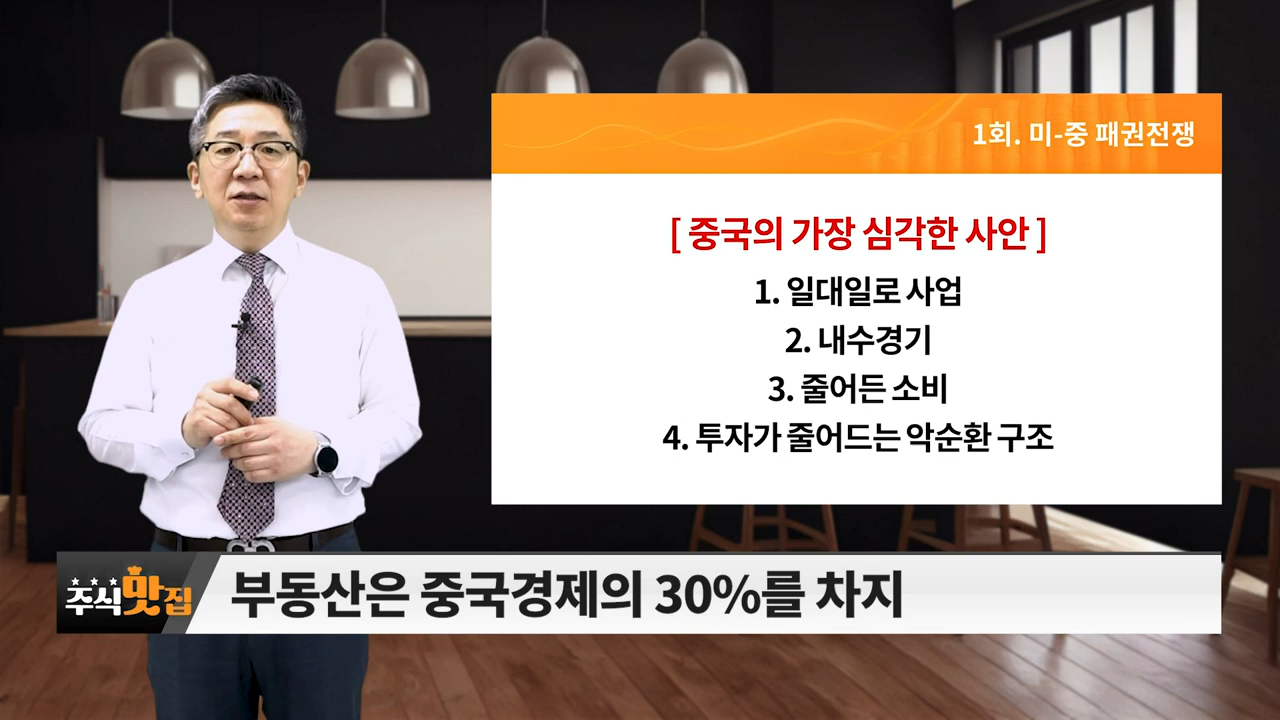 1회. 미-중 패권전쟁
[ 중국의 가장 심각한 사안 ]
1. 일대일로 사업
2. 내수경기
3. 줄어든 소비
4. 투자가 줄어드는 악순환 구조
주식맛집
부동산은 중국경제의 30%를 차지